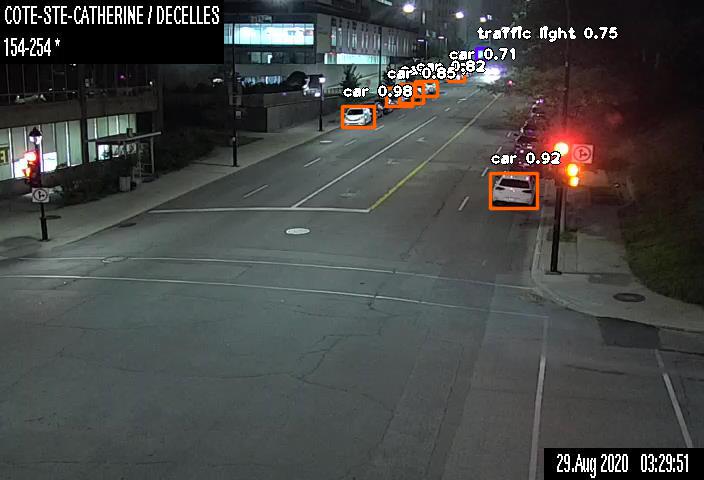 COTE-STE-CATHERINE / DECELLES
154-254 *
traffic light 0.75
car 0.71
car 0.82
car 0.85
car 0.98
car 0.92
29.Aug 2020 03:29:51